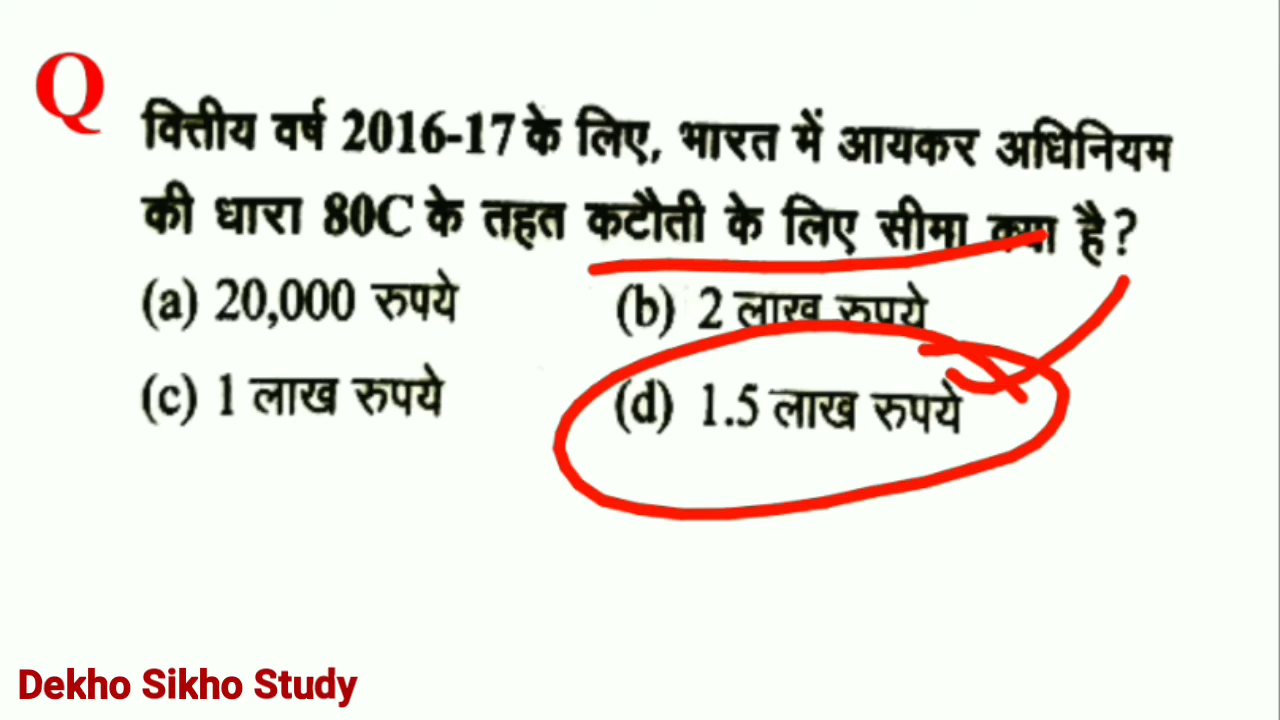 Q
वित्तीय वर्ष 2016-17 के लिए, भारत में आयकर अधिनियम
की धारा 80C के तहत कटौती के लिए सीमा क्या है?
(a) 20,000 रुपये (b) 2 लाख रुपये
(c) 1 लाख रुपये (d) 1.5 लाख रुपये
Dekho Sikho Study